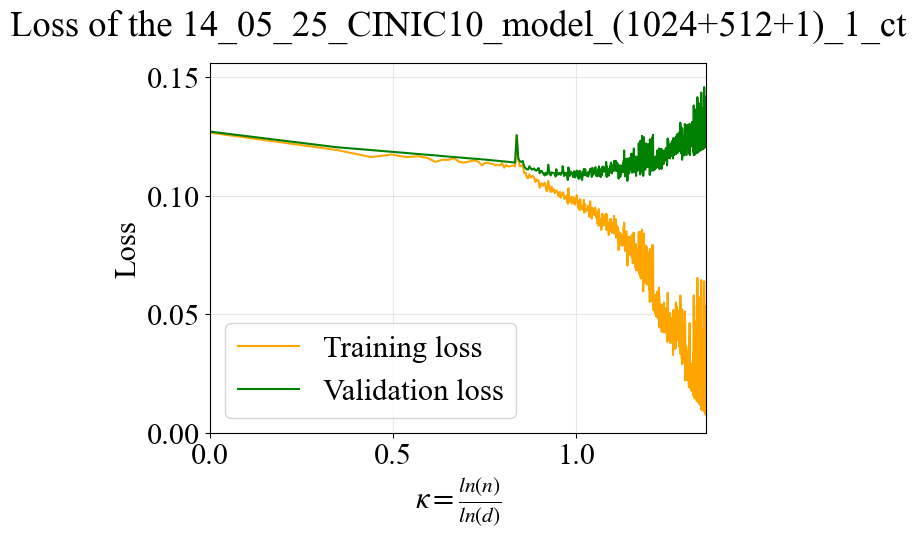 Loss of the 14_05_25_CINIC10_model_(1024+512+1)_1_ct
0.15
0.10
0.05
0.00
Loss
Training loss
Validation loss
0.0 0.5 1.0
κ = ln(n)/ln(d)